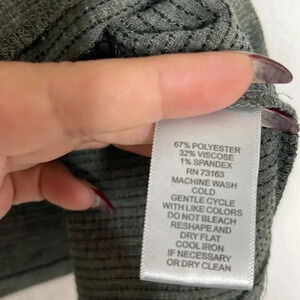 67% POLYESTER
32% VISCOSE
1% SPANDEX
RN 73163
MACHINE WASH
COLD
GENTLE CYCLE
WITH LIKE COLORS
DO NOT BLEACH
RESHAPE AND
DRY FLAT
COOL IRON
IF NECESSARY
OR DRY CLEAN